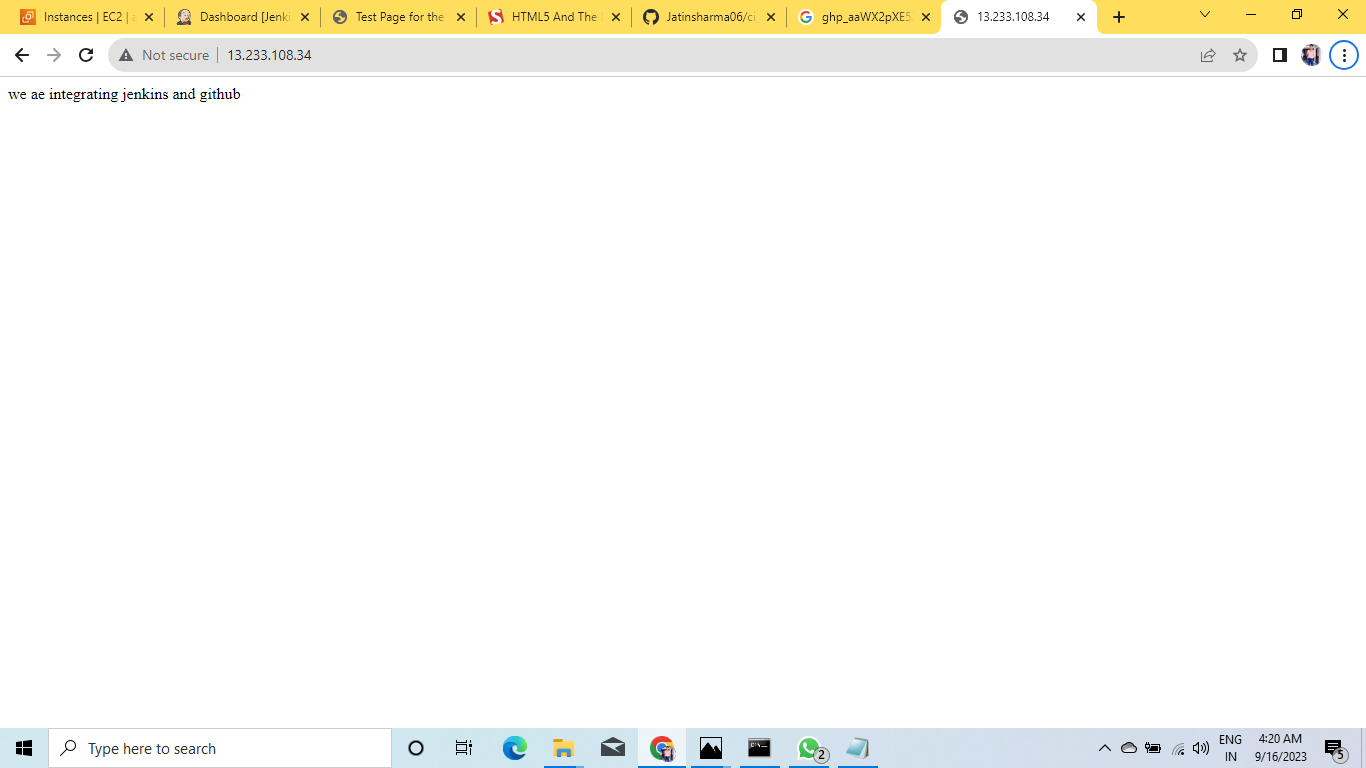 Instances | EC2 | a
Dashboard [Jenki
Test Page for the
HTML5 And The
Jatinsharma06/ci
ghp_aaWX2pXE5
13.233.108.34
Not secure
13.233.108.34
we ae integrating jenkins and github
Type here to search
2
ENG
IN
4:20 AM
9/16/2023
5